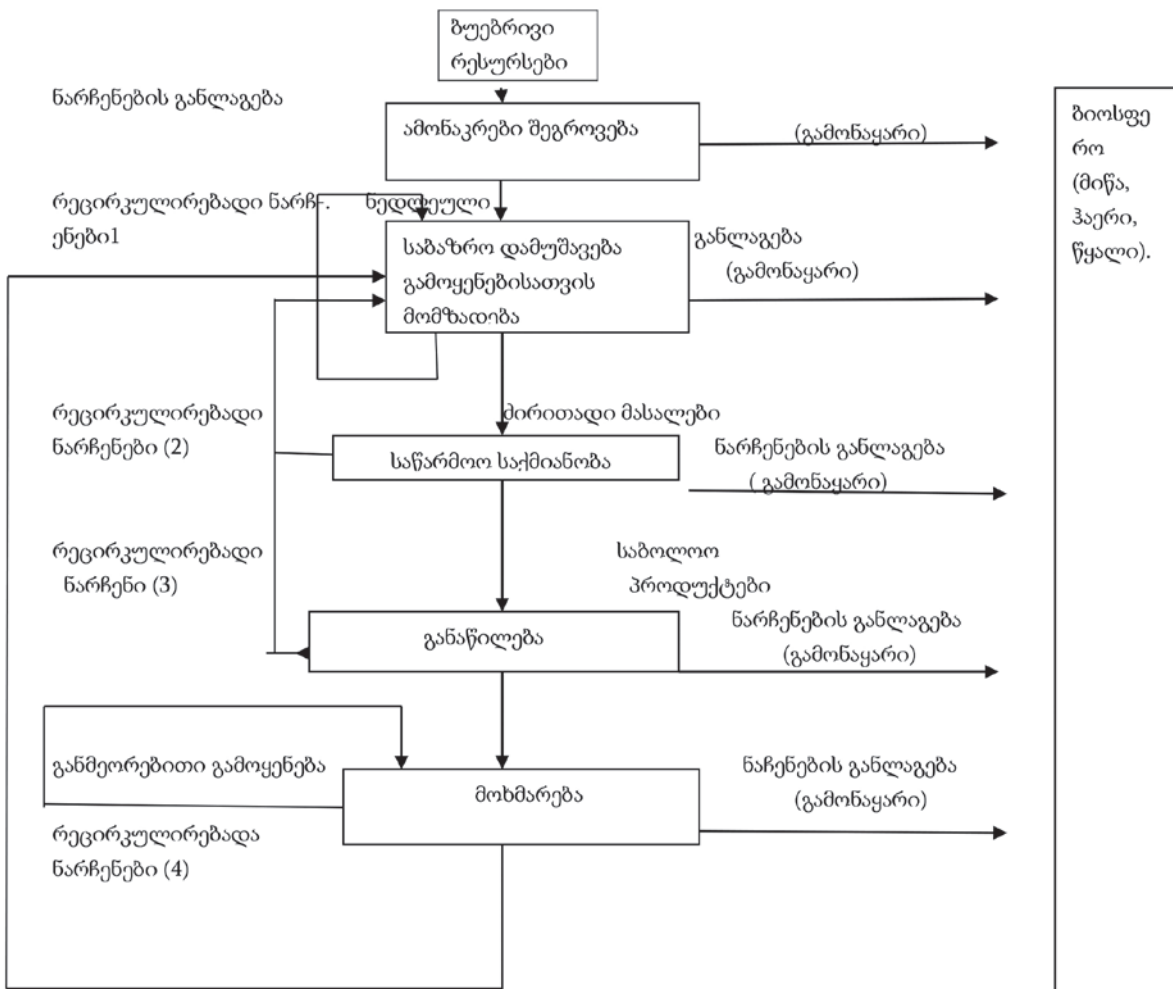 ბუებრივი
რესურსები
ნარჩენების განლაგება
ამონაკრები შეგროვება
(გამონაყარი)
ბიოსფე
რო
(მიწა,
ჰაერი,
წყალი).
რეცირკულირებადი ნარჩ-.
ენები1
ნედლეული
საბაზრო დამუშავება
გამოყენებისათვის
მომზადება
განლაგება
(გამონაყარი)
რეცირკულირებადი
ნარჩენები (2)
ძირითადი მასალები
საწარმოო საქმიანობა
ნარჩენების განლაგება
( გამონაყარი)
რეცირკულირებადი
ნარჩენი (3)
საბოლოო
პროდუქტები
განაწილება
ნარჩენების განლაგება
(გამონაყარი)
განმეორებითი გამოყენება
მოხმარება
ნაჩენების განლაგება
(გამონაყარი)
რეცირკულირებადა
ნარჩენები (4)